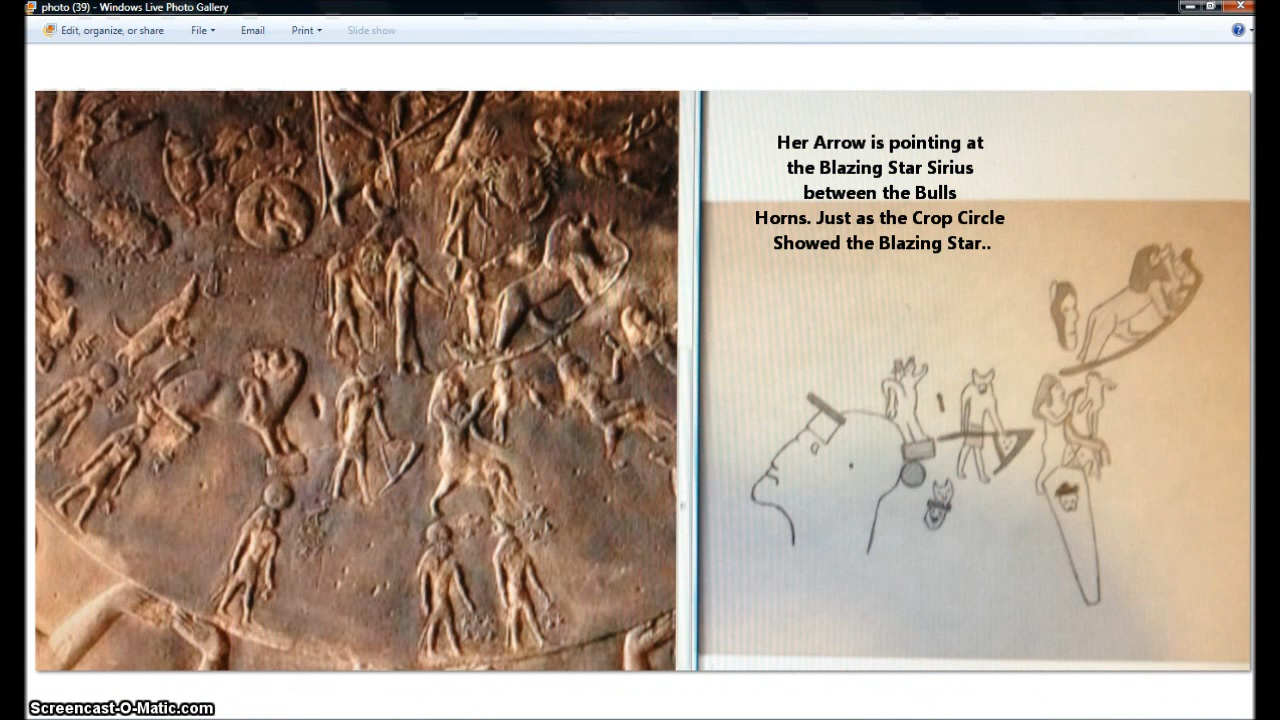 photo (39) - Windows Live Photo Gallery
Edit, organize, or share File Email Print Slide show
Her Arrow is pointing at
the Blazing Star Sirius
between the Bulls
Horns. Just as the Crop Circle
Showed the Blazing Star..
Screencast-O-Matic.com